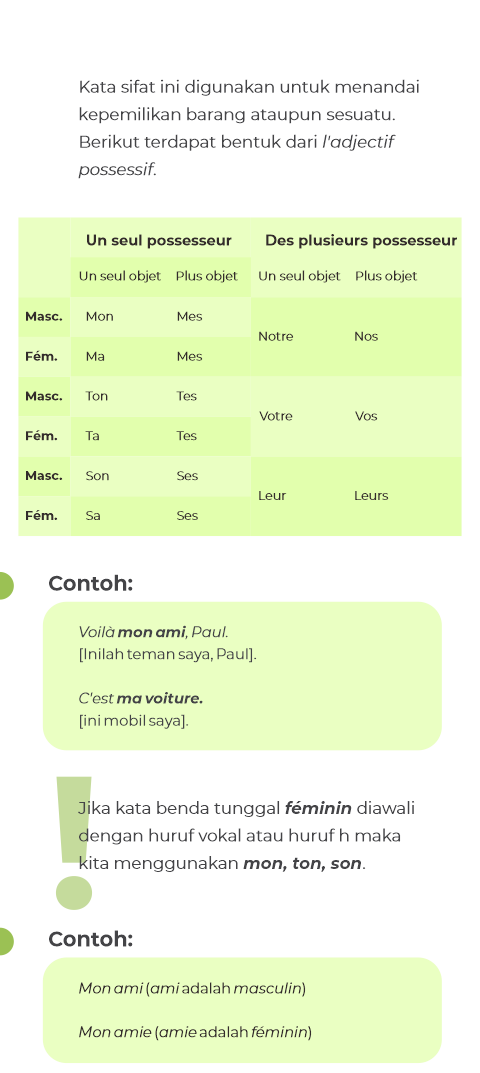 Kata sifat ini digunakan untuk menandai
kepemilikan barang ataupun sesuatu.
Berikut terdapat bentuk dari l'adjectif
possessif.
Un seul possesseur Des plusieurs possesseur
Un seul objet Plus objet Un seul objet Plus objet
Masc. Mon Mes
Notre Nos
Fém. Ma Mes
Masc. Ton Tes
Votre Vos
Fém. Ta Tes
Masc. Son Ses
Leur Leurs
Fém. Sa Ses
Contoh:
Voilà mon ami, Paul.
[Inilah teman saya, Paul].
C'est ma voiture.
[ini mobil saya].
!
Jika kata benda tunggal féminin diawali
dengan huruf vokal atau huruf h maka
kita menggunakan mon, ton, son.
Contoh:
Mon ami (ami adalah masculin)
Mon amie (amie adalah féminin)